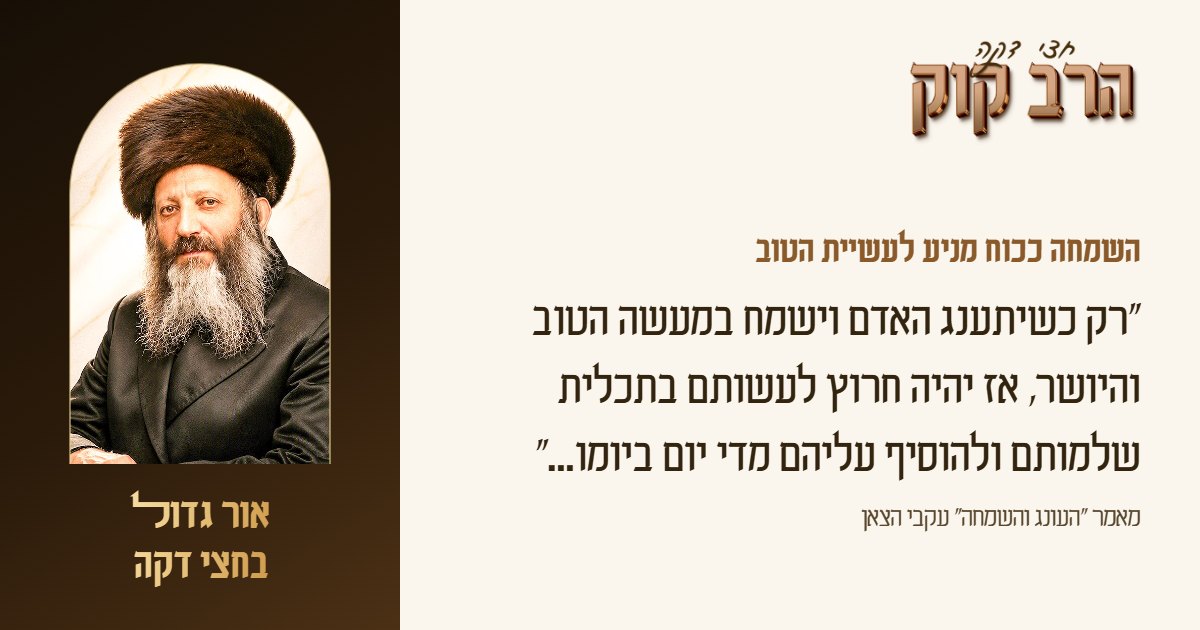 חצי דקה
הרב קוק
השמחה ככוח מניע לעשיית הטוב
"רק כשיתענג האדם וישמח במעשה הטוב
והיושר, אז יהיה חרוץ לעשותם בתכלית
שלמותם ולהוסיף עליהם מדי יום ביומו..."
מאמר "העונג והשמחה" עקבי הצאן
אור גדול
בחצי דקה